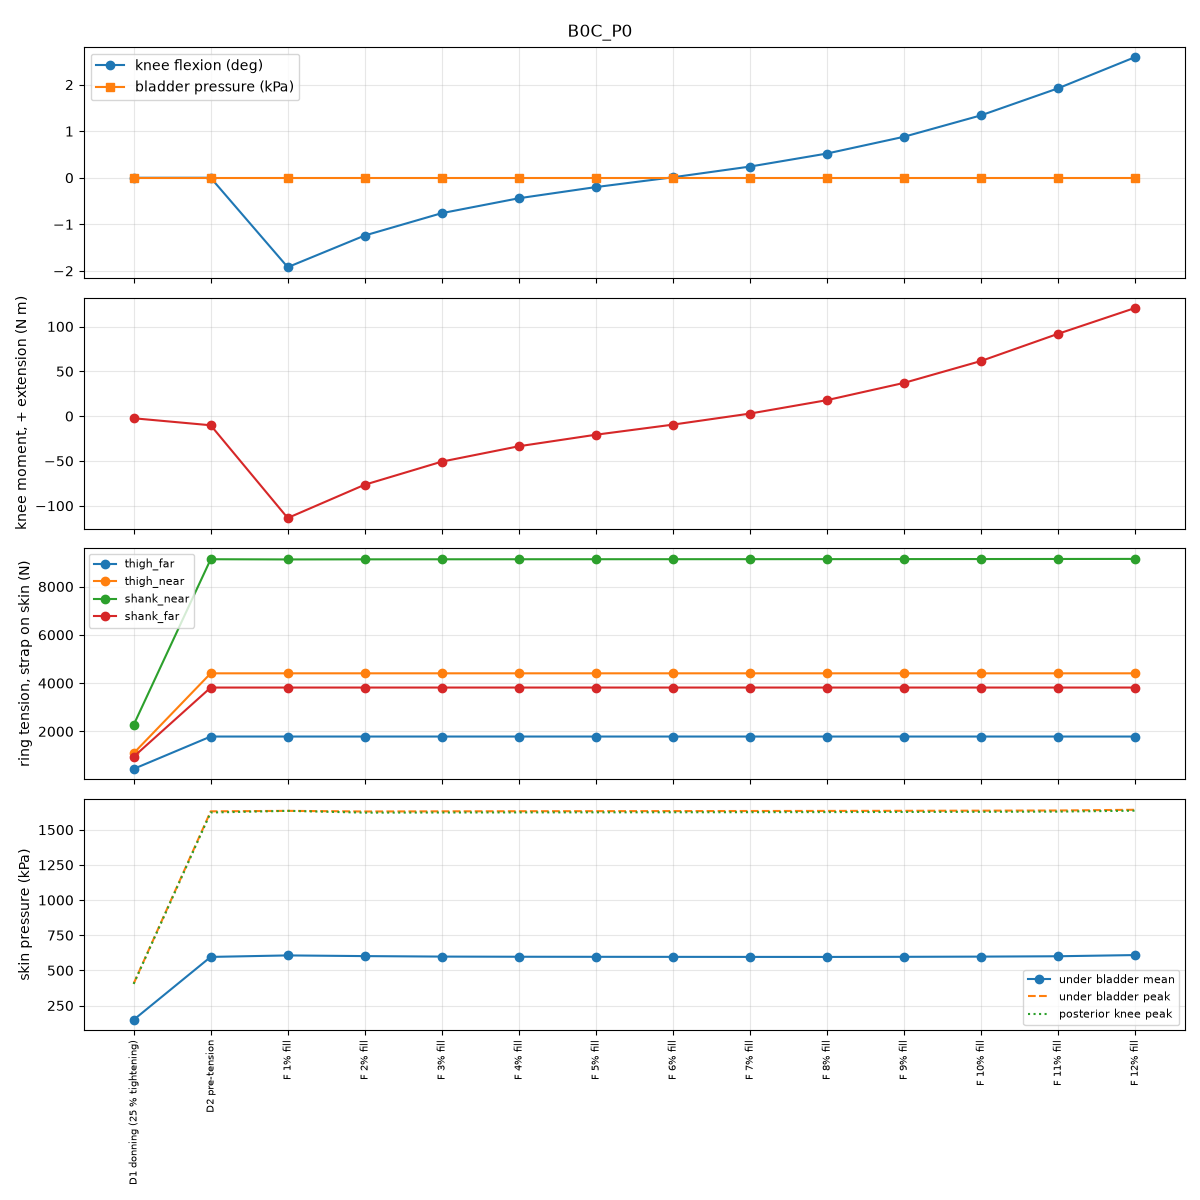 B0C_P0
knee flexion (deg)
bladder pressure (kPa)
2
1
0
−1
−2
knee moment, + extension (N m)
100
50
0
−50
−100
ring tension, strap on skin (N)
thigh_far
thigh_near
shank_near
shank_far
8000
6000
4000
2000
skin pressure (kPa)
1500
1250
1000
750
500
250
under bladder mean
under bladder peak
posterior knee peak
D1 donning (25 % tightening)
D2 pre-tension
F 1% fill
F 2% fill
F 3% fill
F 4% fill
F 5% fill
F 6% fill
F 7% fill
F 8% fill
F 9% fill
F 10% fill
F 11% fill
F 12% fill